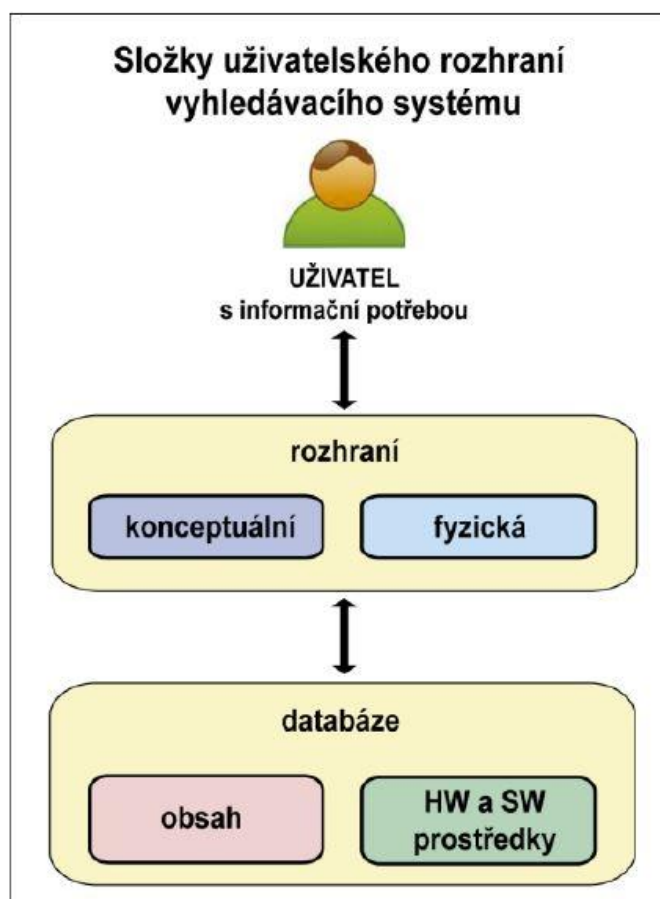 Složky uživatelského rozhraní
vyhledávacího systému
UŽIVATEL
s informační potřebou
rozhraní
konceptuální
fyzická
databáze
obsah
HW a SW
prostředky